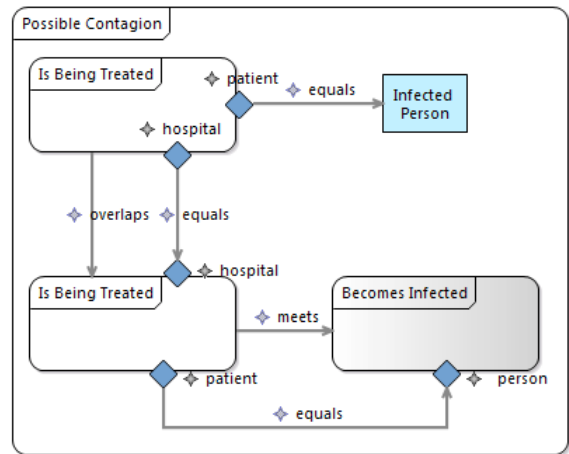 Possible Contagion
Is Being Treated
patient
equals
Infected
Person
hospital
overlaps
equals
hospital
Is Being Treated
Becomes Infected
meets
patient
person
equals